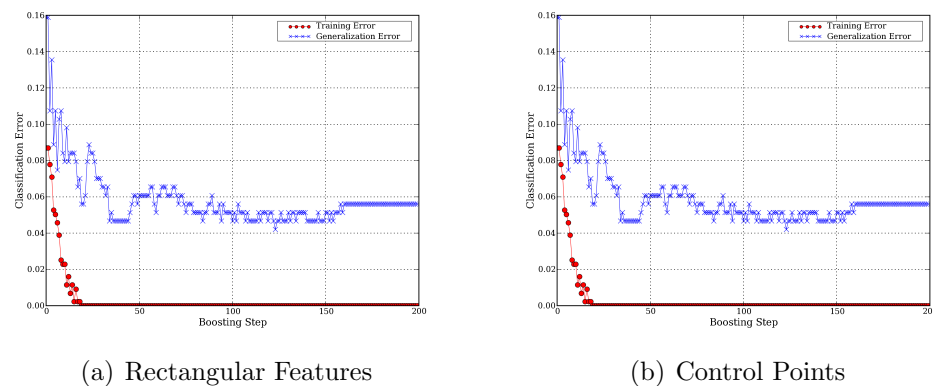 0.16
0.14
0.12
0.10
0.08
0.06
0.04
0.02
0.00
Classification Error
Training Error
Generalization Error
0
50
100
150
200
Boosting Step
(a) Rectangular Features
0.16
0.14
0.12
0.10
0.08
0.06
0.04
0.02
0.00
Classification Error
Training Error
Generalization Error
0
50
100
150
20
Boosting Step
(b) Control Points